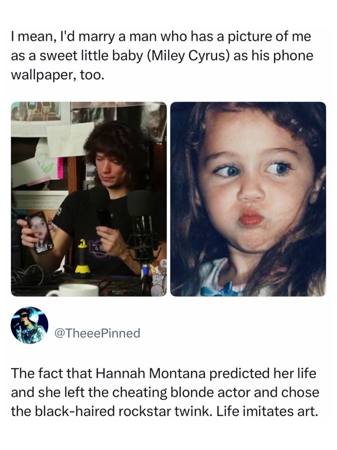 I mean, I'd marry a man who has a picture of me
as a sweet little baby (Miley Cyrus) as his phone
wallpaper, too.
@TheeePinned
The fact that Hannah Montana predicted her life
and she left the cheating blonde actor and chose
the black-haired rockstar twink. Life imitates art.